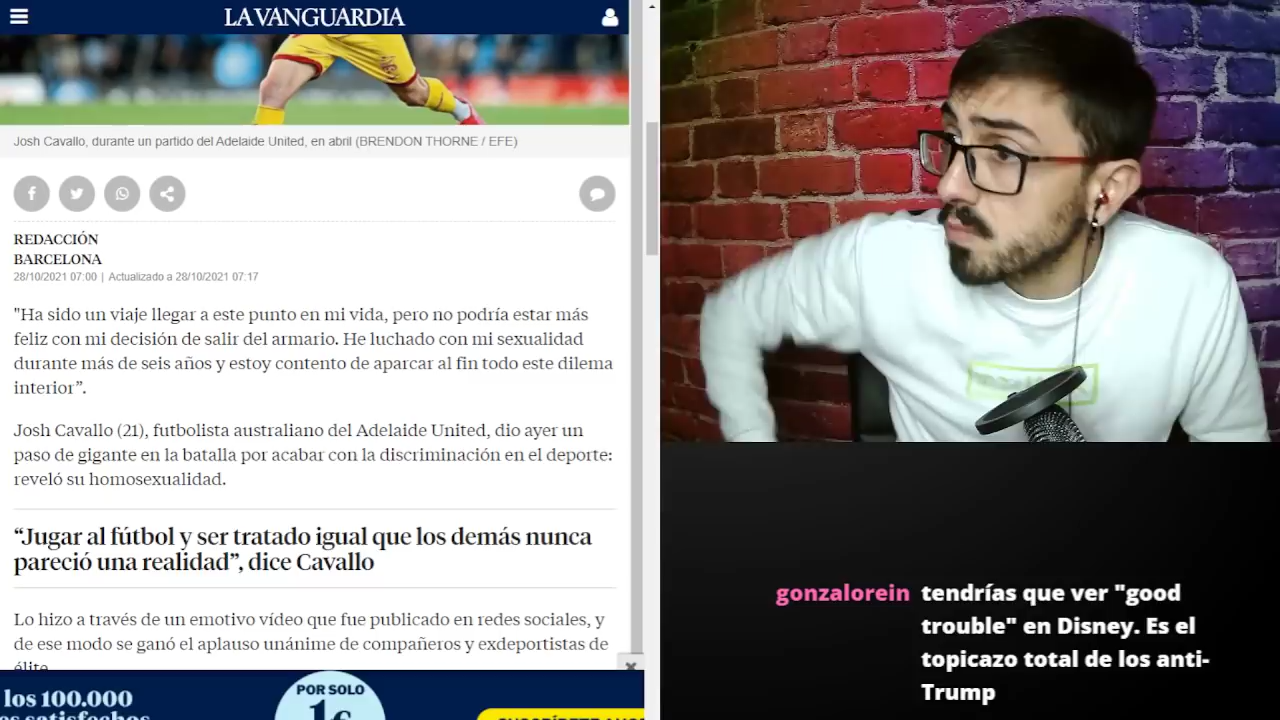 LA VANGUARDIA
Josh Cavallo, durante un partido del Adelaide United, en abril (BRENDON THORNE / EFE)
REDACCIÓN
BARCELONA
28/10/2021 07:00 | Actualizado a 28/10/2021 07:17
"Ha sido un viaje llegar a este punto en mi vida, pero no podría estar más
feliz con mi decisión de salir del armario. He luchado con mi sexualidad
durante más de seis años y estoy contento de aparcar al fin todo este dilema
interior”.
Josh Cavallo (21), futbolista australiano del Adelaide United, dio ayer un
paso de gigante en la batalla por acabar con la discriminación en el deporte:
reveló su homosexualidad.
“Jugar al fútbol y ser tratado igual que los demás nunca
pareció una realidad”, dice Cavallo
Lo hizo a través de un emotivo vídeo que fue publicado en redes sociales, y
de ese modo se ganó el aplauso unánime de compañeros y exdeportistas de
élite
los 100.000
POR SOLO
1€
gonzalorein tendrías que ver "good
trouble" en Disney. Es el
topicazo total de los anti-
Trump